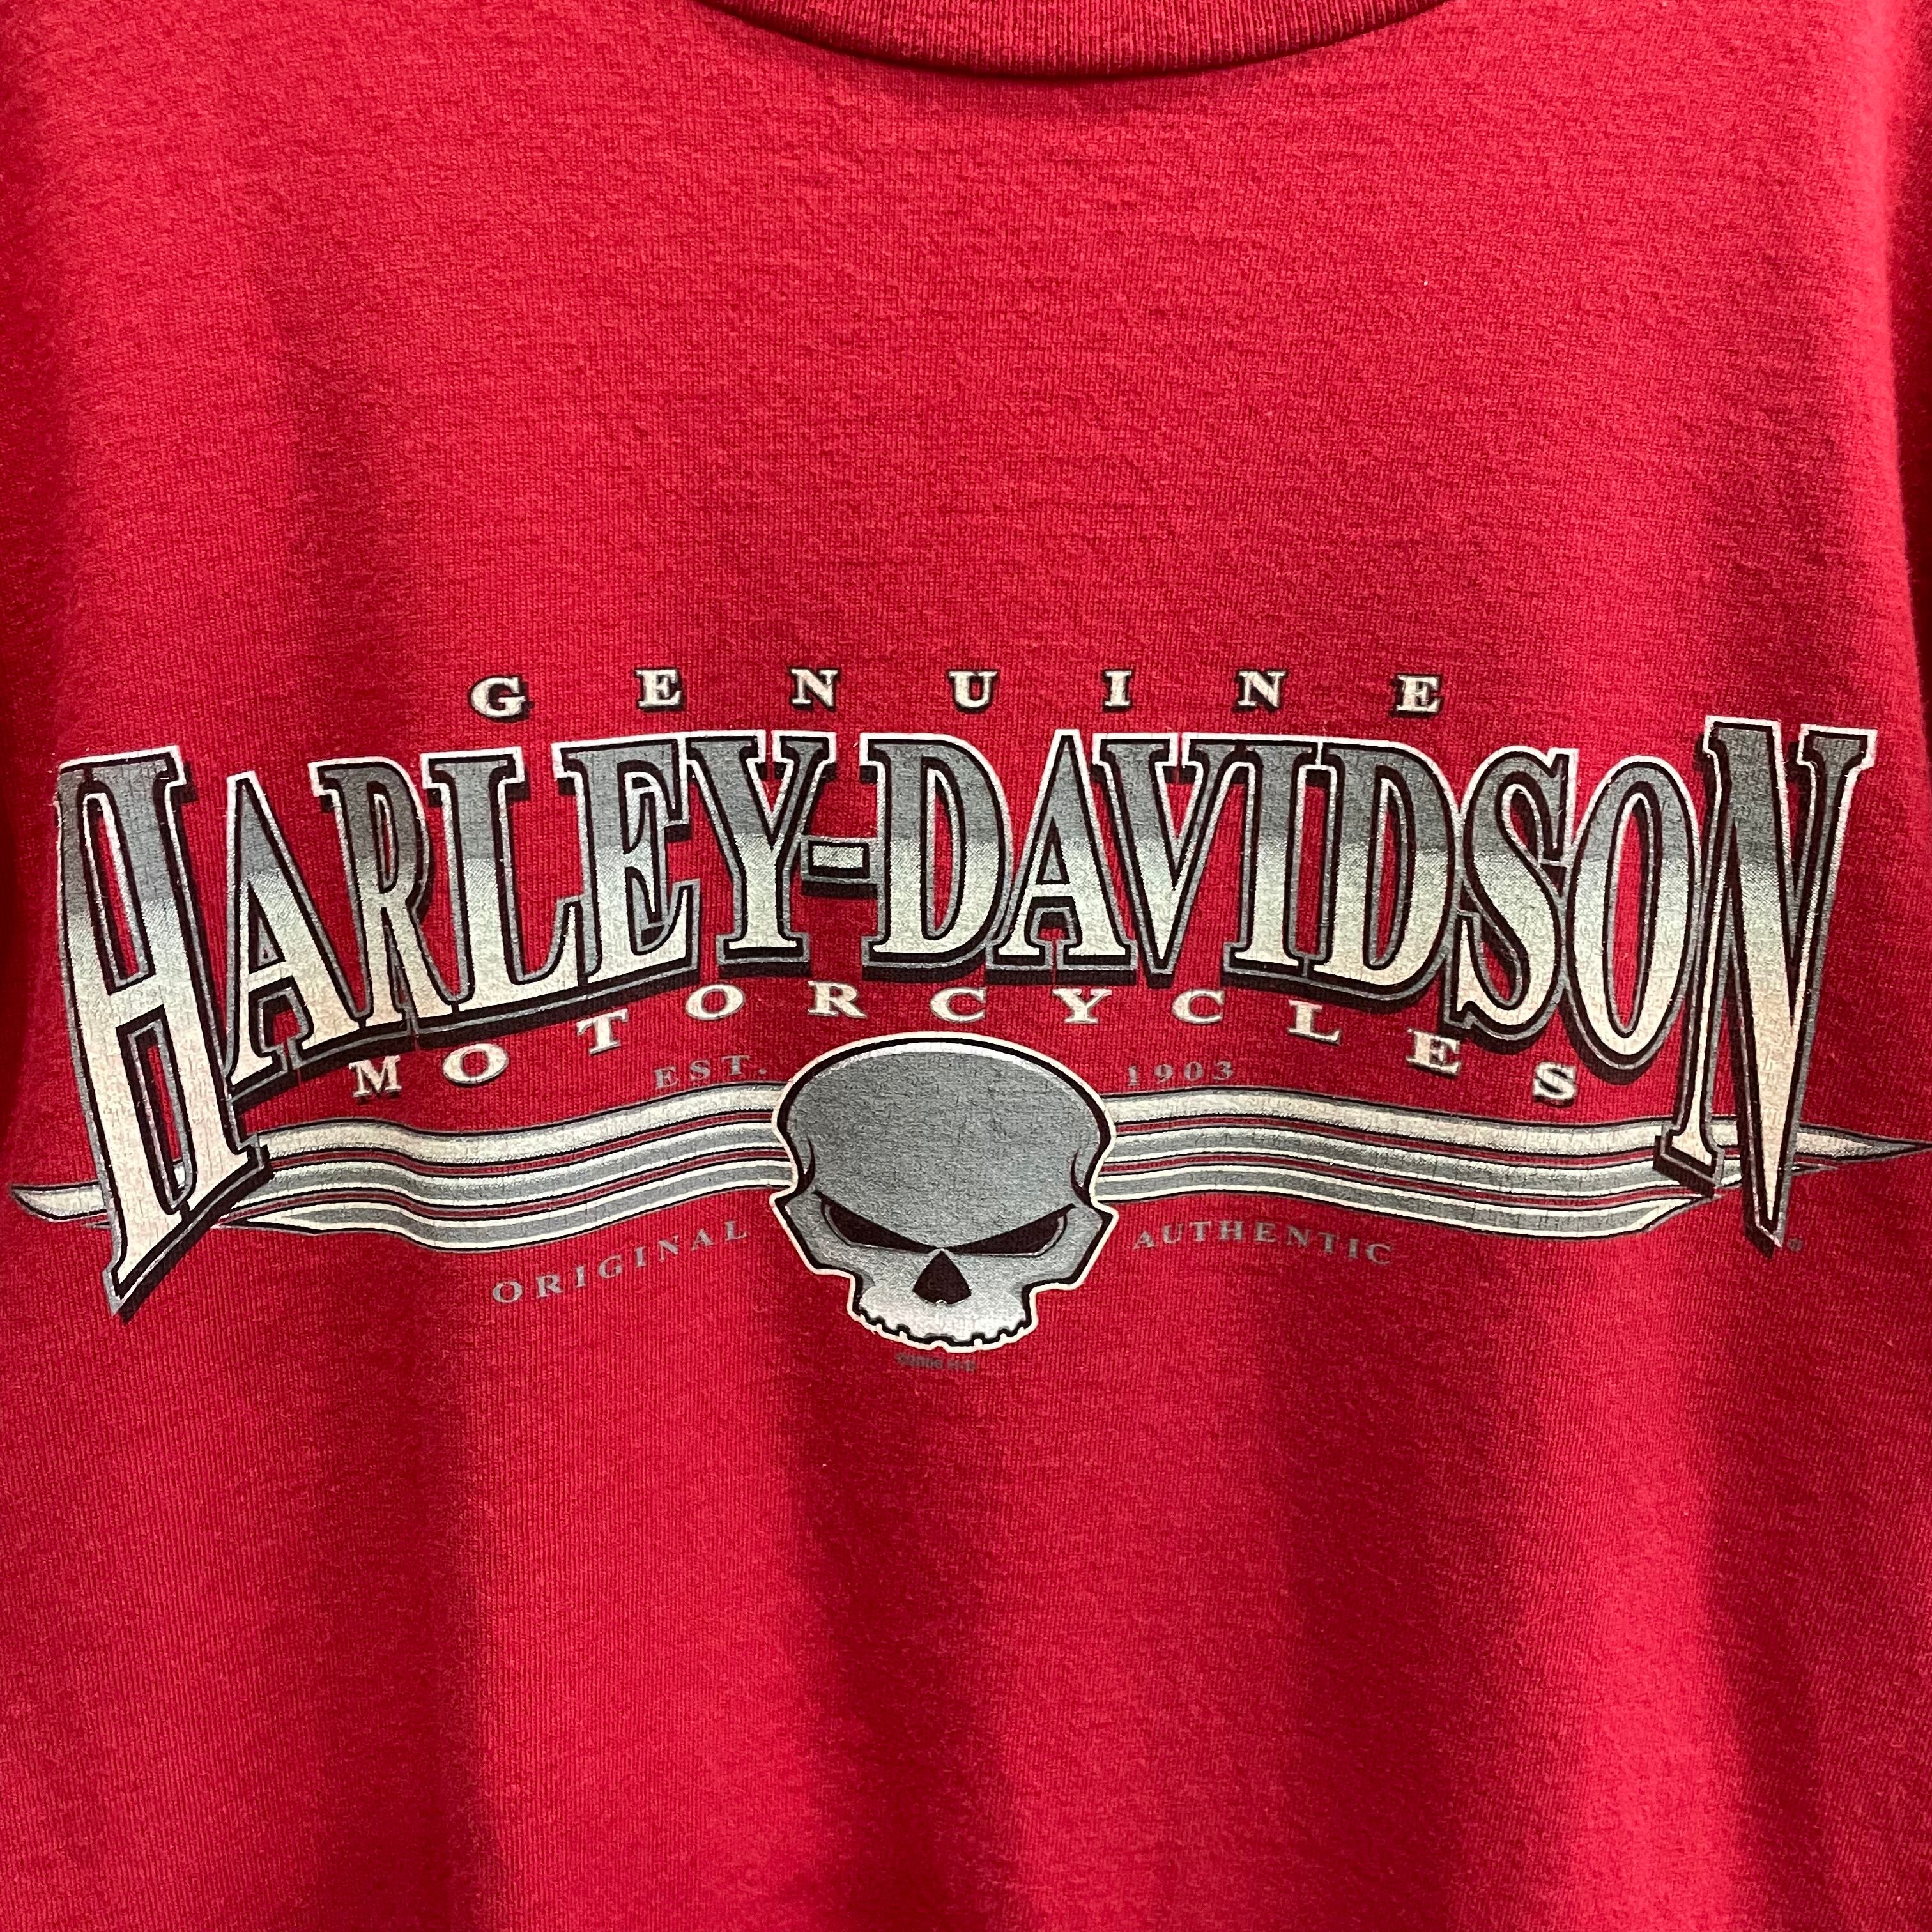 GENUINE
HARLEY-DAVIDSON
MOTORCYCLES
EST. 1903
ORIGINAL AUTHENTIC